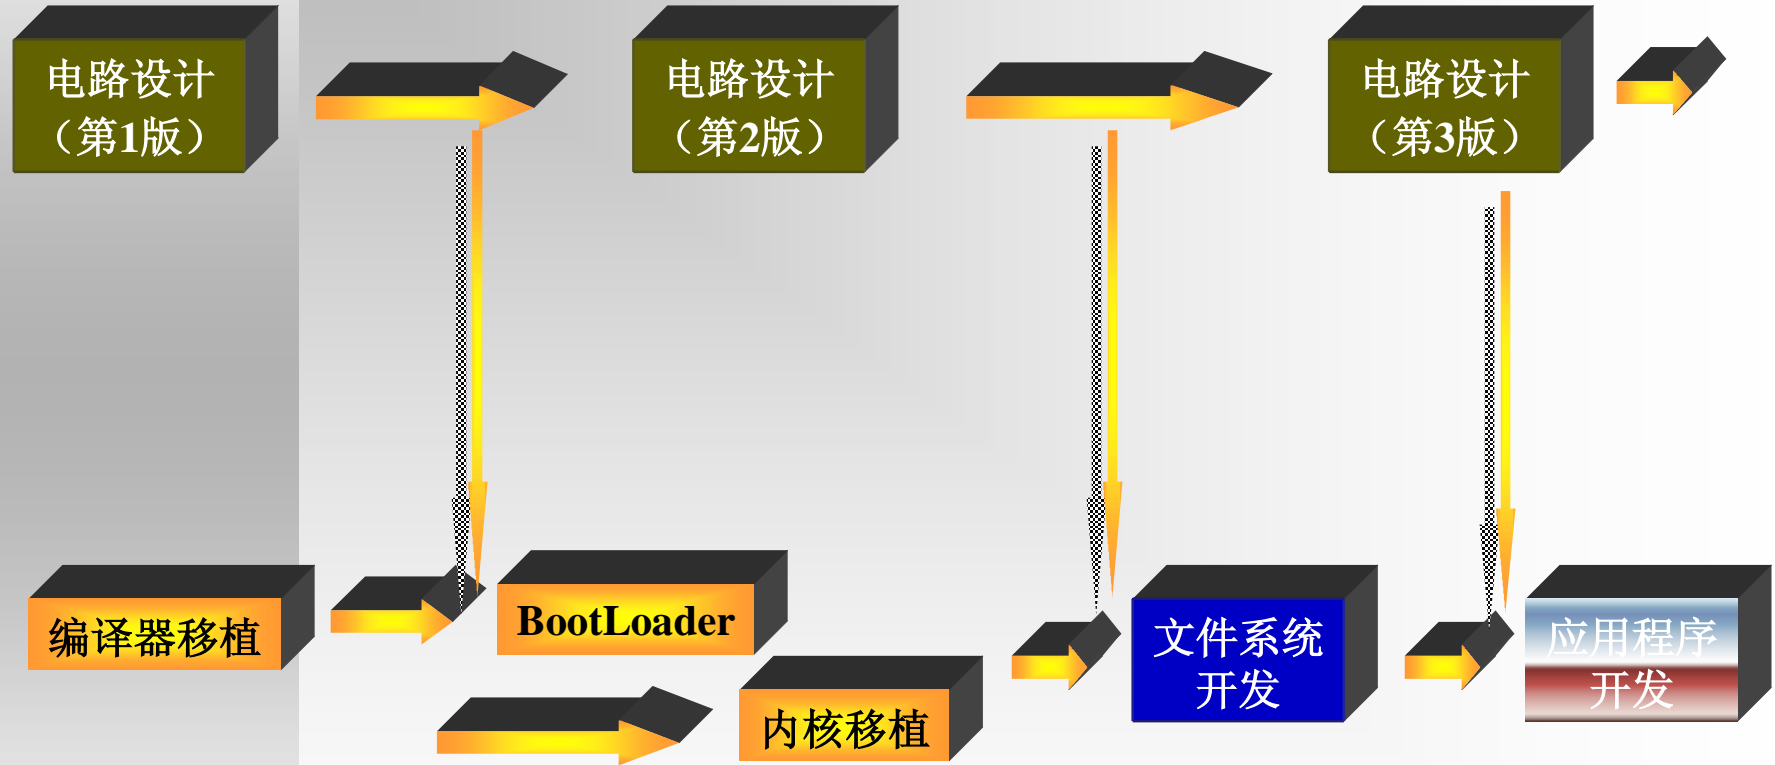 电路设计
（第1版）
电路设计
（第2版）
电路设计
（第3版）
编译器移植
BootLoader
内核移植
文件系统
开发
应用程序
开发